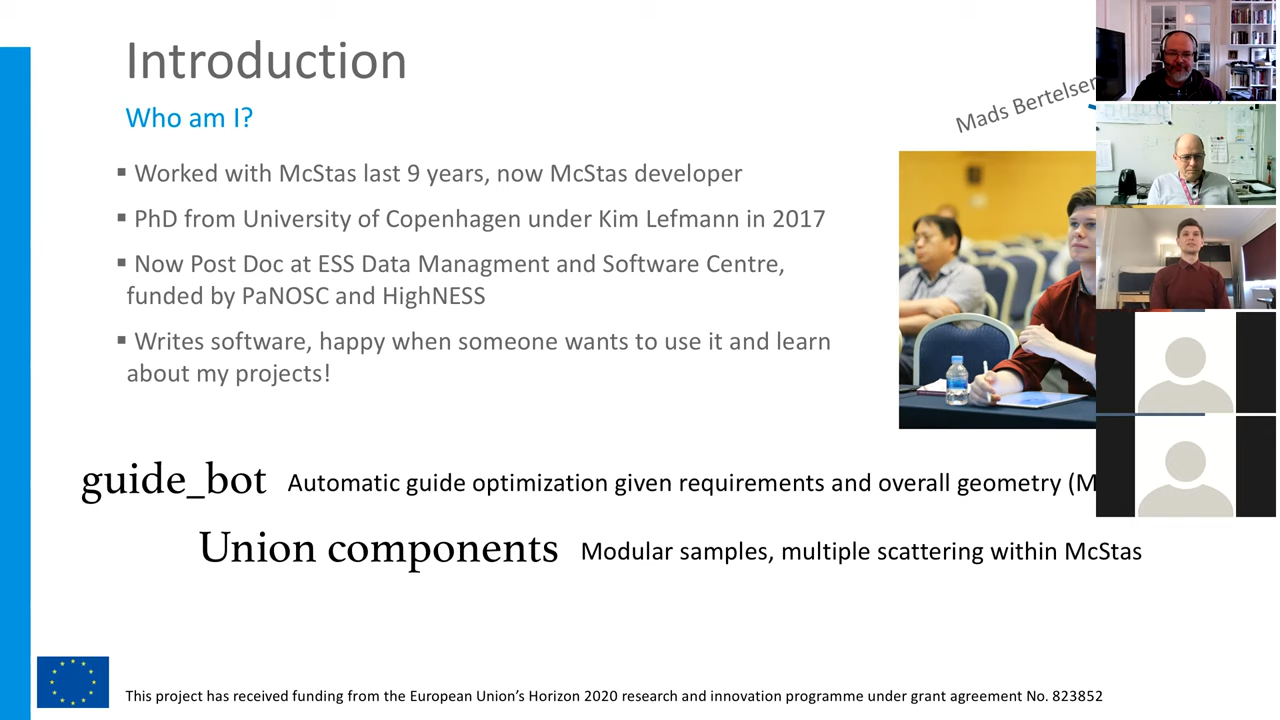 Introduction
Who am I?
Mads Bertelsen
▪ Worked with McStas last 9 years, now McStas developer
▪ PhD from University of Copenhagen under Kim Lefmann in 2017
▪ Now Post Doc at ESS Data Managment and Software Centre,
funded by PaNOSC and HighNESS
▪ Writes software, happy when someone wants to use it and learn
about my projects!
guide_bot Automatic guide optimization given requirements and overall geometry (M
Union components Modular samples, multiple scattering within McStas
This project has received funding from the European Union’s Horizon 2020 research and innovation programme under grant agreement No. 823852